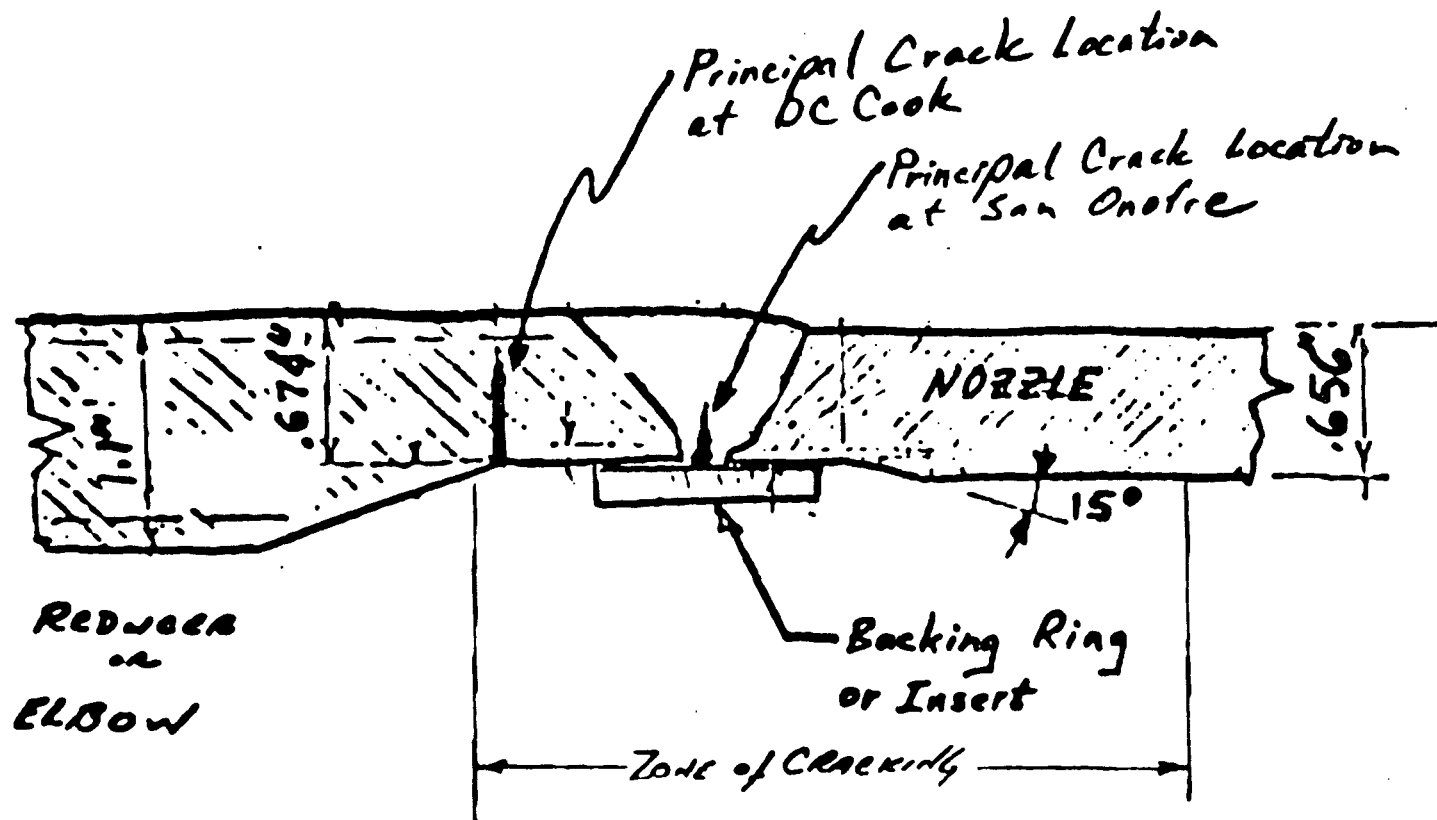 Principal Crack Location
at DC Cook
Principal Crack Location
at San Onofre
.674"
NOZZLE
.656"
15°
REDUCER
OR
ELBOW
Backing Ring
or Insert
ZONE of CRACKING